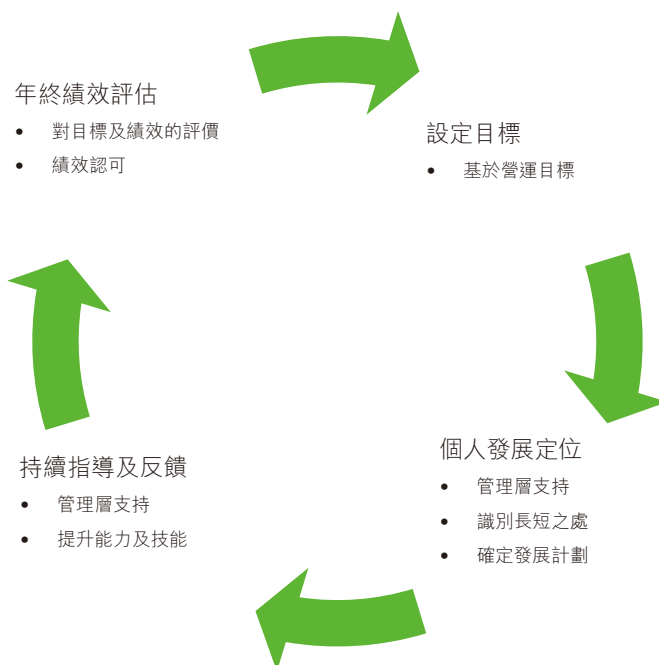 年終績效評估
• 對目標及績效的評價
• 績效認可
設定目標
• 基於營運目標
個人發展定位
• 管理層支持
• 識別長短之處
• 確定發展計劃
持續指導及反饋
• 管理層支持
• 提升能力及技能